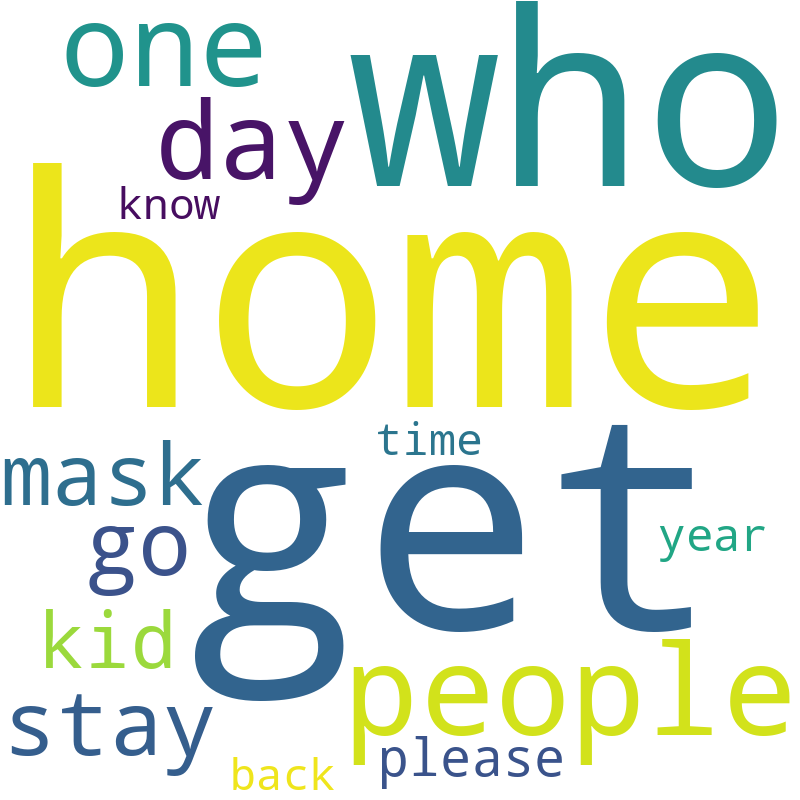 one
who
day
know
home
time
get
mask
go
year
kid
people
stay
please
back